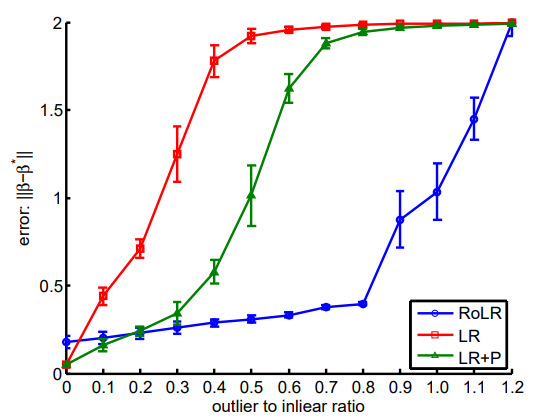 2
1.5
1
0.5
0
error: ||β−β*||
0 0.1 0.2 0.3 0.4 0.5 0.6 0.7 0.8 0.9 1.0 1.1 1.2
outlier to inliear ratio
RoLR
LR
LR+P